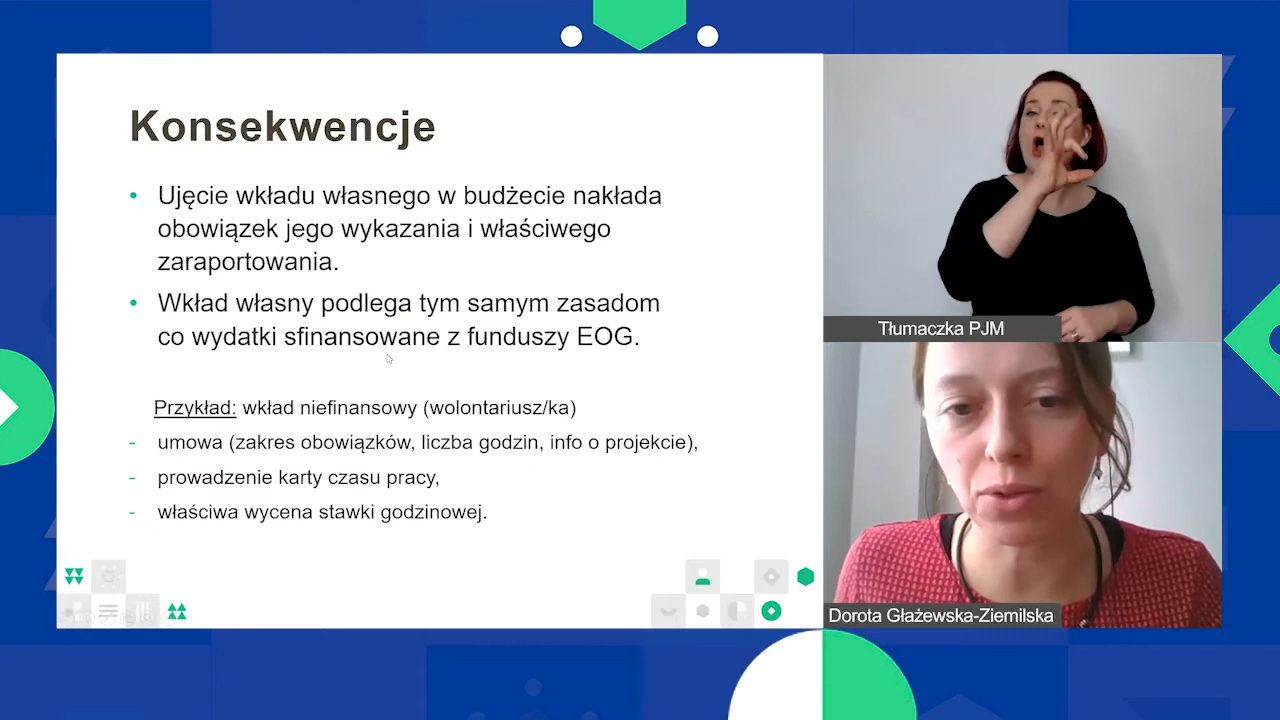 Konsekwencje
• Ujęcie wkładu własnego w budżecie nakłada
obowiązek jego wykazania i właściwego
zaraportowania.
• Wkład własny podlega tym samym zasadom
co wydatki sfinansowane z funduszy EOG.
Przykład: wkład niefinansowy (wolontariusz/ka)
- umowa (zakres obowiązków, liczba godzin, info o projekcie),
- prowadzenie karty czasu pracy,
- właściwa wycena stawki godzinowej.
Tłumaczka PJM
Dorota Głażewska-Ziemilska